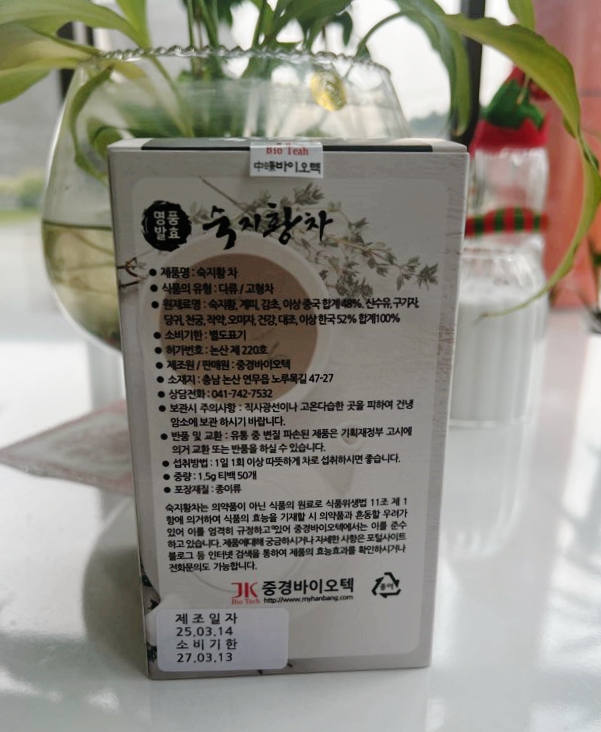 Bio Tech
中經바이오텍
명품
발효
숙지황차
● 제품명 : 숙지황 차
● 식품의 유형 : 다류 / 고형차
● 원재료명 : 숙지황, 계피, 감초, 이상 중국 합계 48%, 산수유, 구기자,
당귀, 천궁, 작약, 오미자, 건강, 대조, 이상 한국 52% 합계100%
● 소비기한 : 별도표기
● 허가번호 : 논산 제 220호
● 제조원 / 판매원 : 중경바이오텍
● 소재지 : 충남 논산 연무읍 노루목길 47-27
● 상담전화 : 041-742-7532
● 보관시 주의사항 : 직사광선이나 고온다습한 곳을 피하여 건냉
암소에 보관 하시기 바랍니다.
● 반품 및 교환 : 유통 중 변질 파손된 제품은 기획재정부 고시에
의거 교환 또는 반품을 하실 수 있습니다.
● 섭취방법 : 1일 1회 이상 따뜻하게 차로 섭취하시면 좋습니다.
● 중량 : 1.5g 티백 50개
● 포장재질 : 종이류
숙지황차는 의약품이 아닌 식품의 원료로 식품위생법 11조 제 1
항에 의거하여 식품의 효능을 기재할 시 의약품과 혼동할 우려가
있어 이를 엄격히 규정하고 있어 중경바이오텍에서는 이를 준수
하고 있습니다. 제품에대해 궁금하시거나 자세한 사항은 포털사이트
블로그 등 인터넷 검색을 통하여 제품의 효능효과를 확인하시거나
전화문의도 가능합니다.
JK 중경바이오텍
Bio Tech http://www.myhanbang.com
종이
제조일자
25.03.14
소비기한
27.03.13